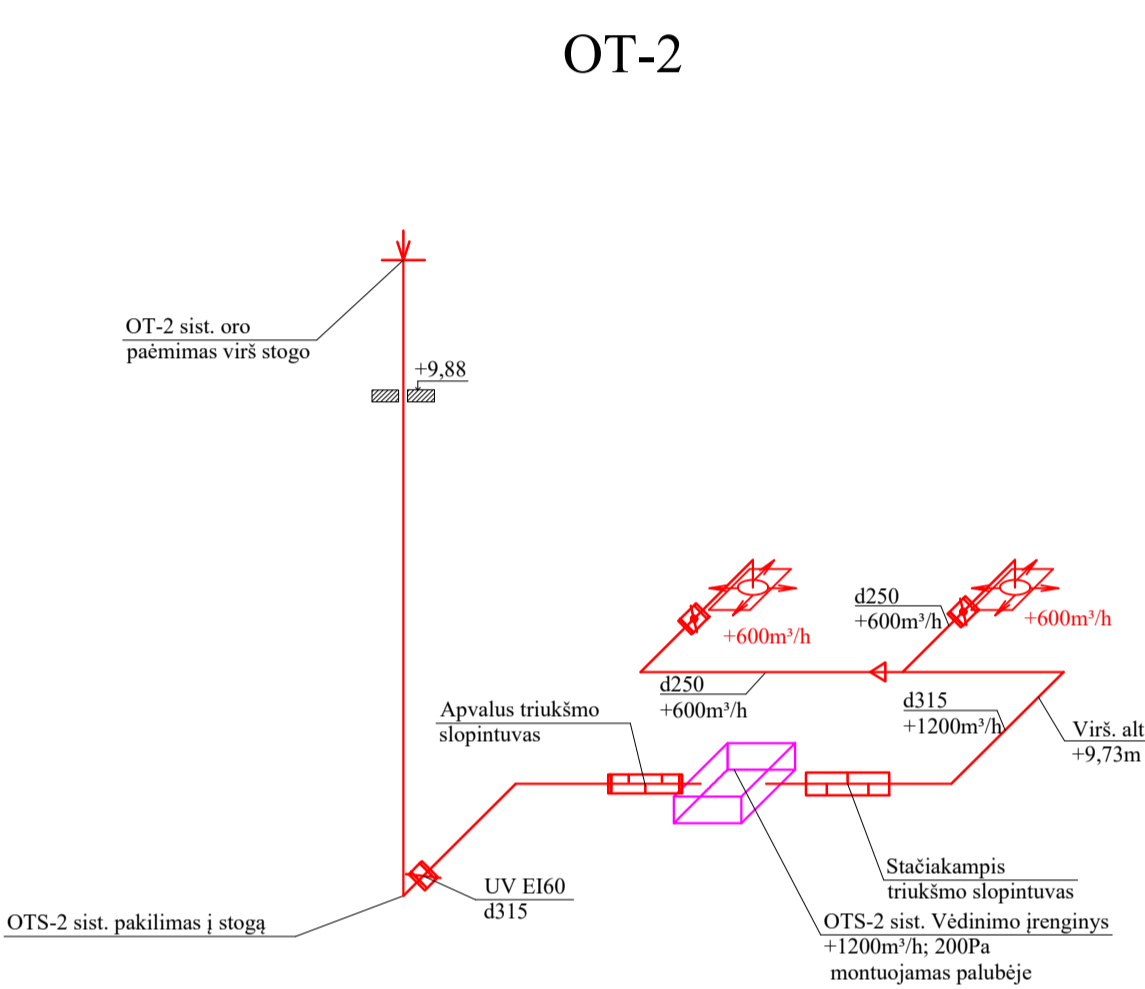 OT-2
OT-2 sist. oro
paėmimas virš stogo
+9,88
d250
+600m³/h
+600m³/h
+600m³/h
d250
+600m³/h
d315
+1200m³/h
Virš. alt
+9,73m
Apvalus triukšmo
slopintuvas
UV EI60
d315
Stačiakampis
triukšmo slopintuvas
OTS-2 sist. pakilimas į stogą
OTS-2 sist. Vėdinimo įrenginys
+1200m³/h; 200Pa
montuojamas palubėje